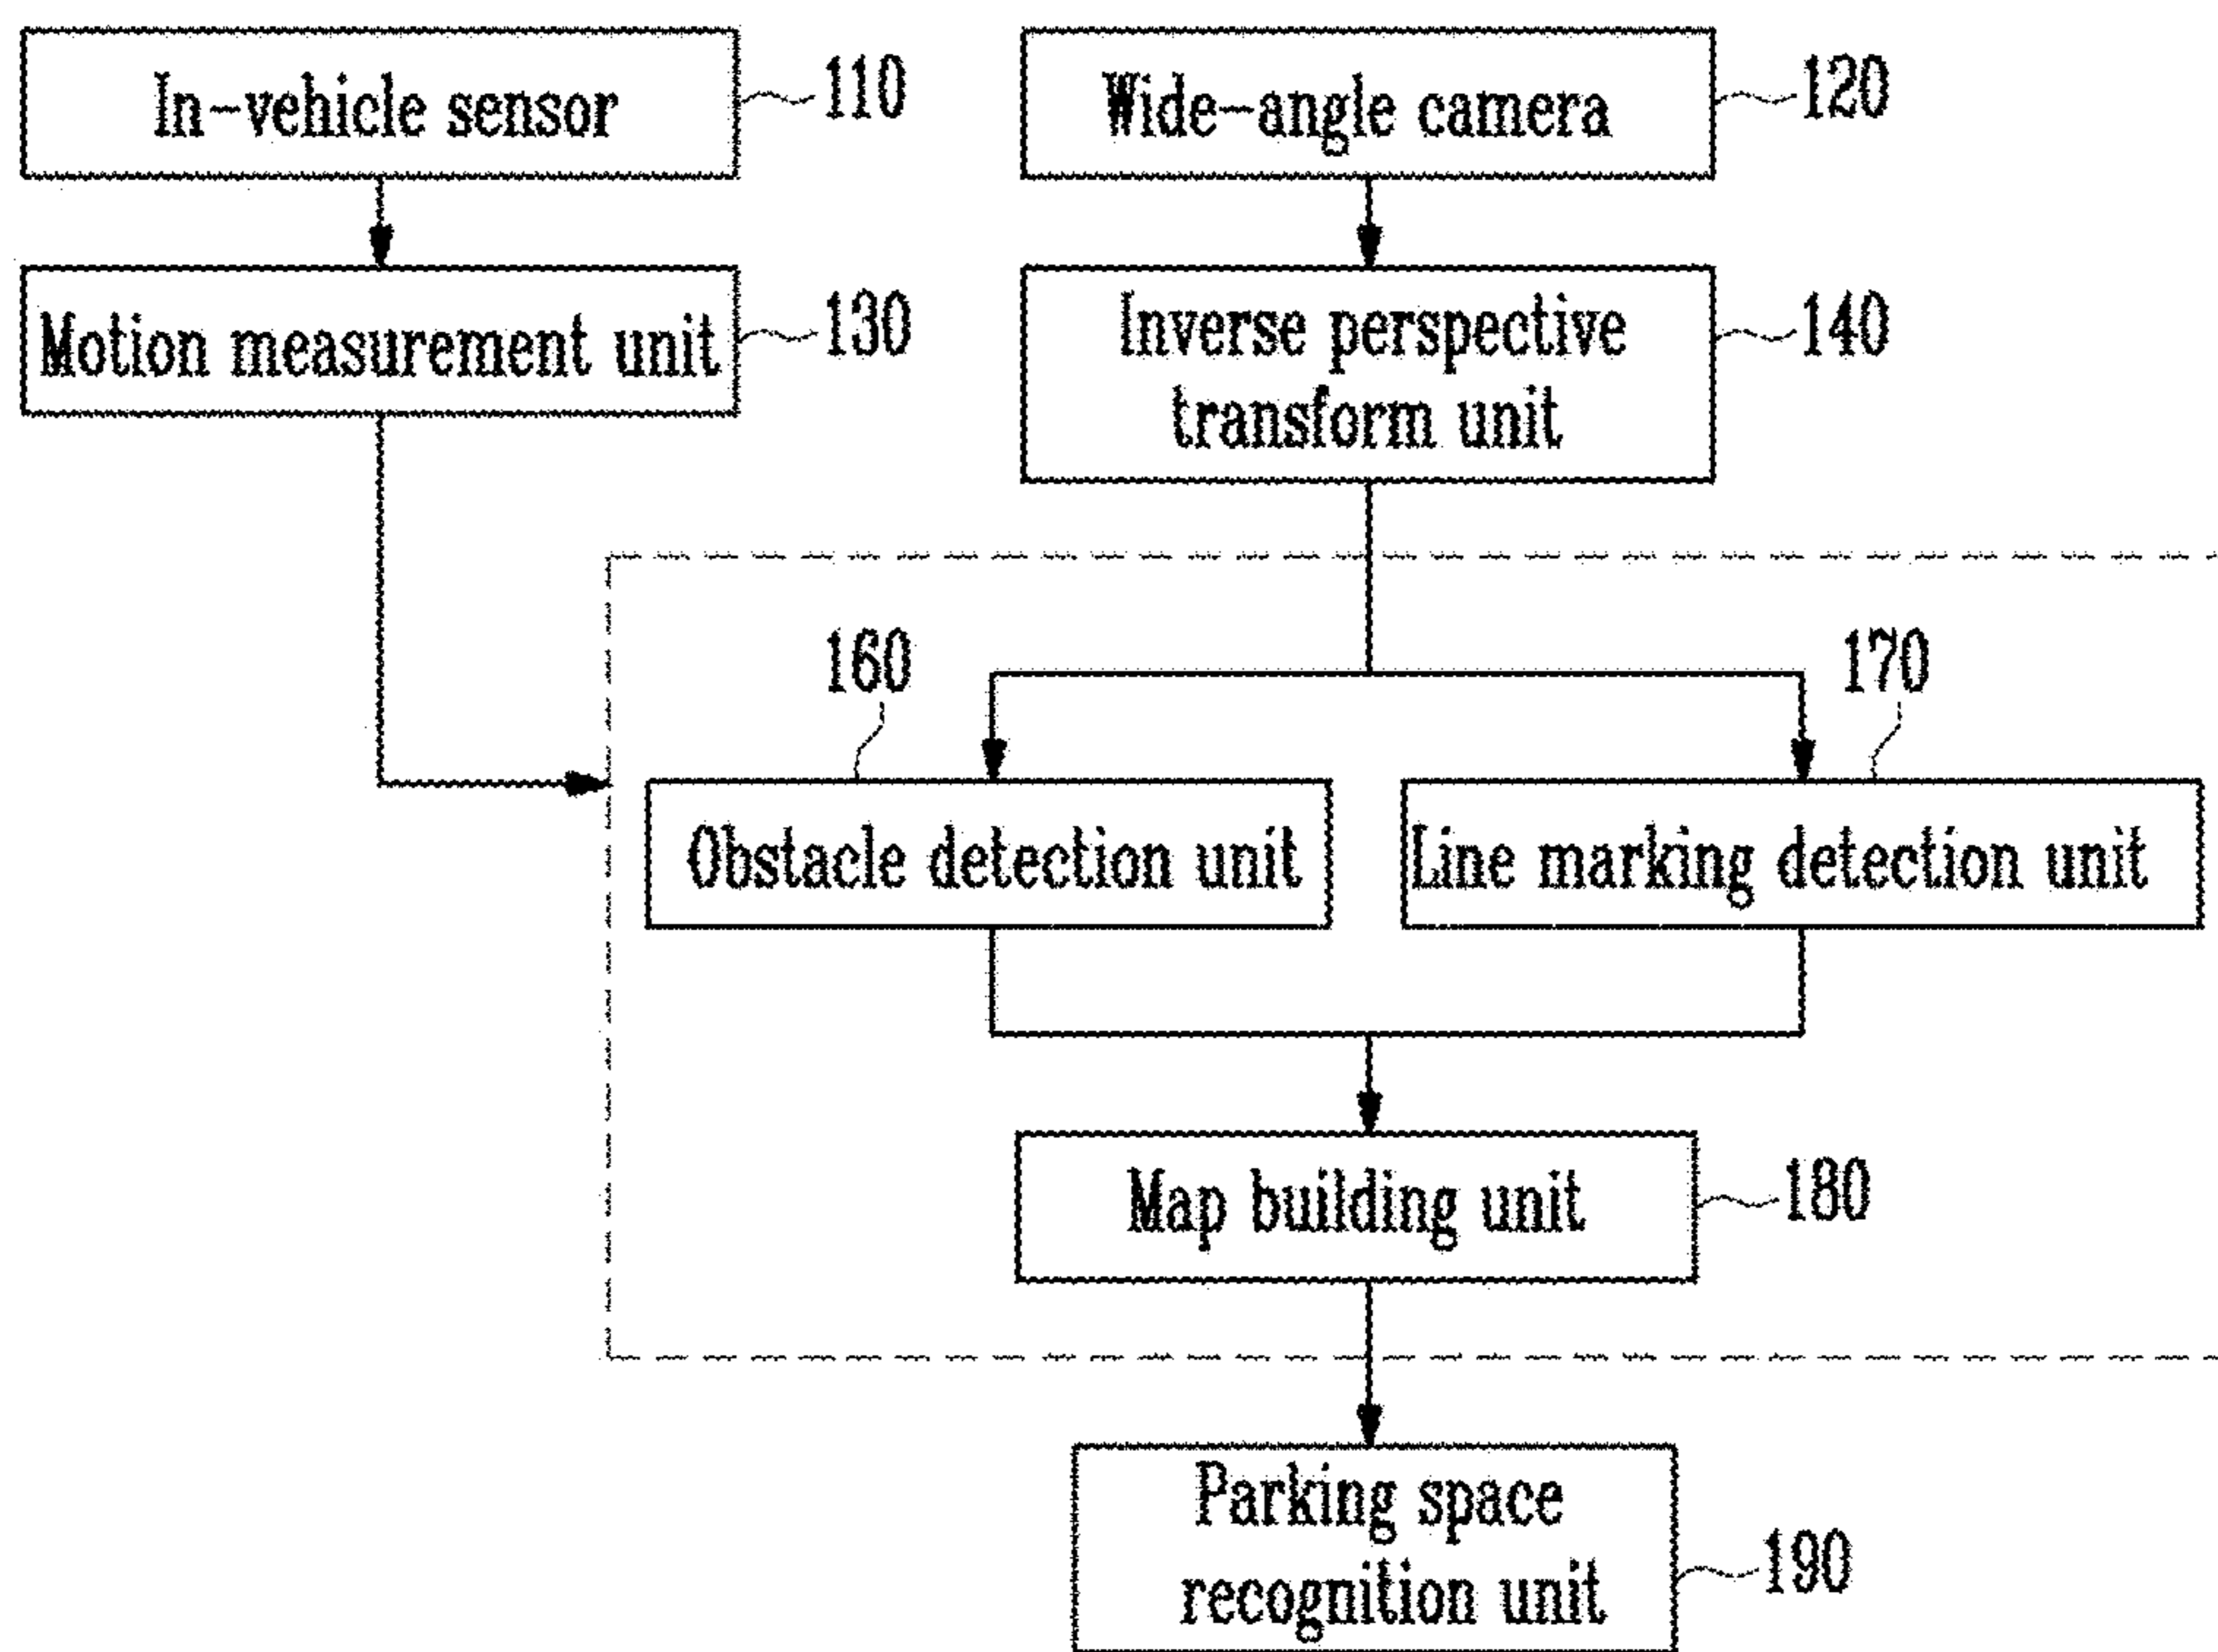 In-vehicle sensor
110
Wide-angle camera
120
Motion measurement unit
130
Inverse perspective
transform unit
140
160
170
Obstacle detection unit
Line marking detection unit
Map building unit
180
Parking space
recognition unit
190